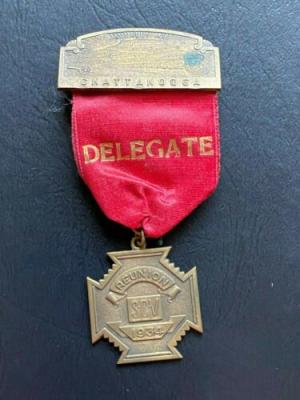 CHATTANOOGA
DELEGATE
REUNION
SCV
1934